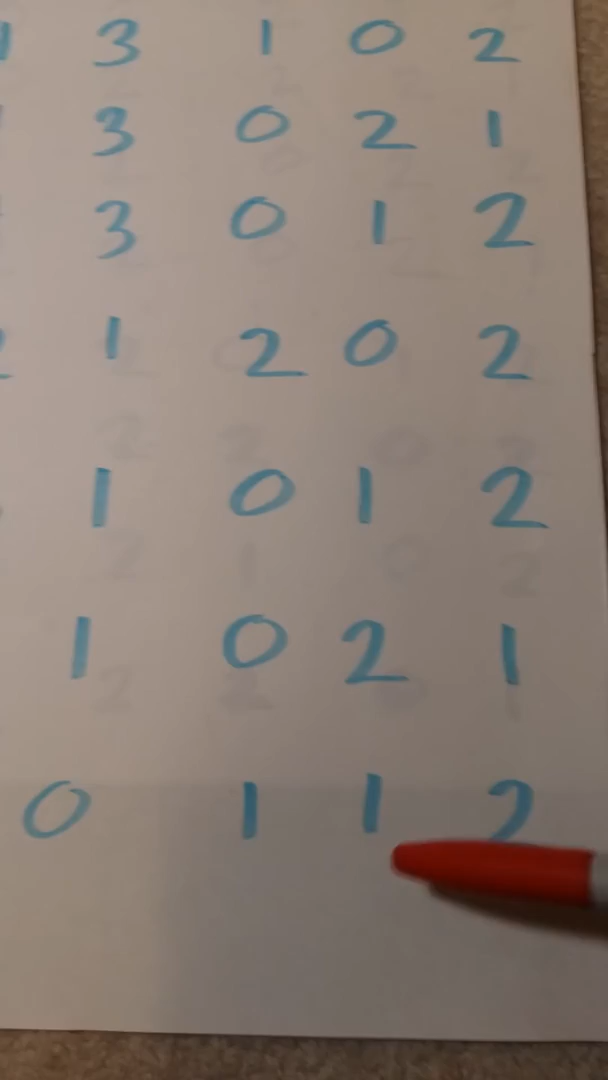 3 1 0 2
3 0 2 1
3 0 1 2
1 2 0 2
1 0 1 2
1 0 2 1
0 1 1 2